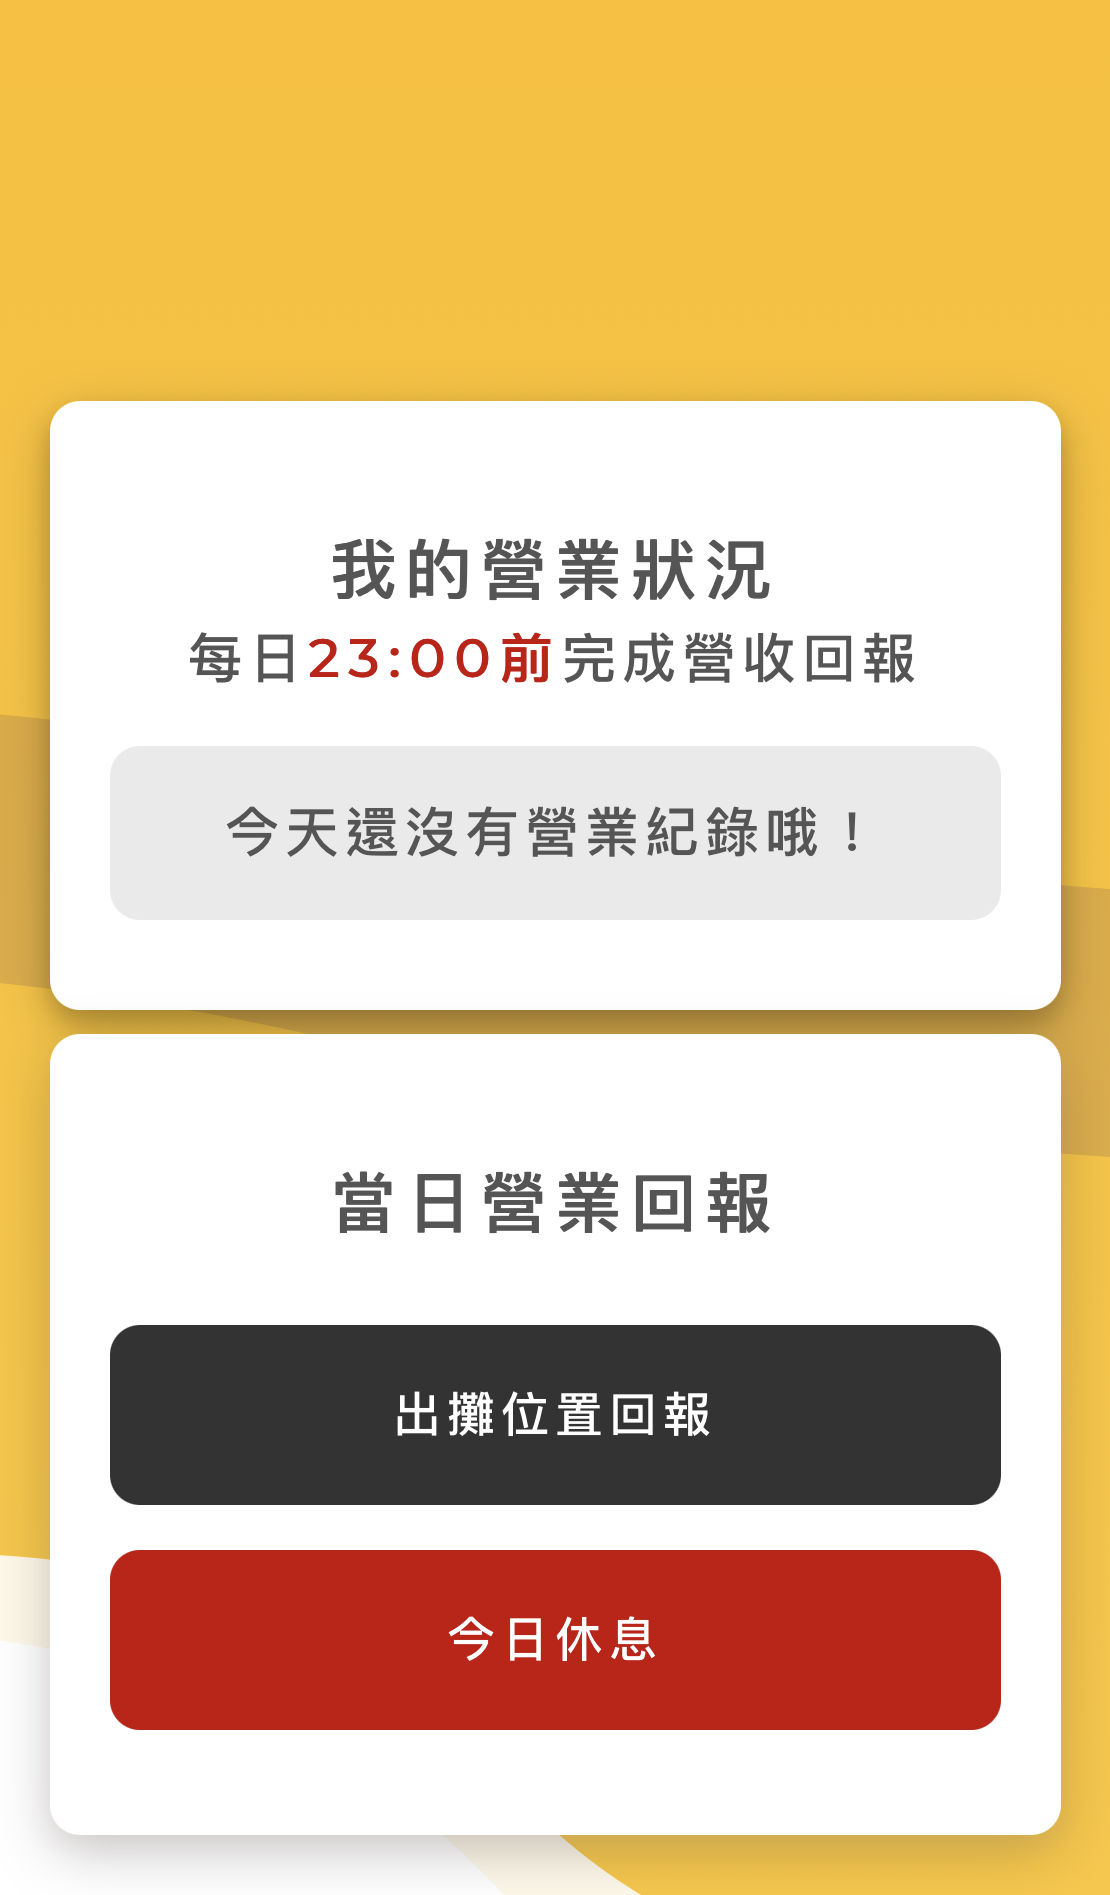 我的營業狀況
每日23:00前完成營收回報
今天還沒有營業紀錄哦！
當日營業回報
出攤位置回報
今日休息